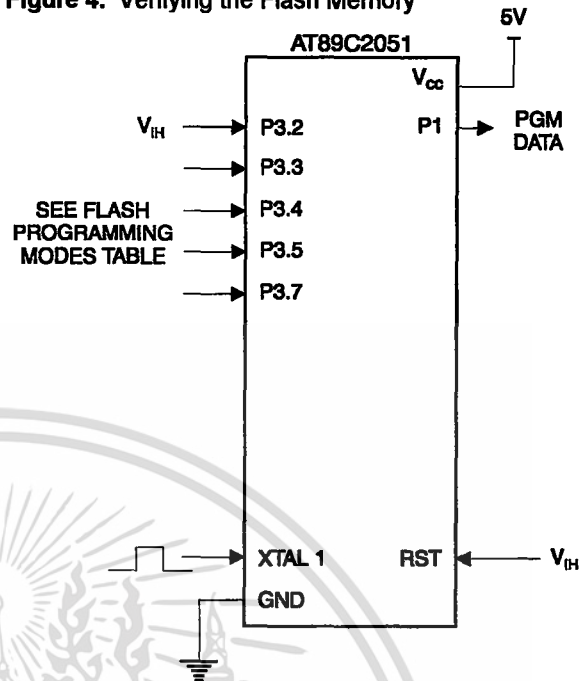 Figure 4. Verifying the Flash Memory
5V
AT89C2051
Vcc
VIH
P3.2
P1
PGM
DATA
P3.3
SEE FLASH
PROGRAMMING
MODES TABLE
P3.4
P3.5
P3.7
XTAL 1
RST
VIH
GND